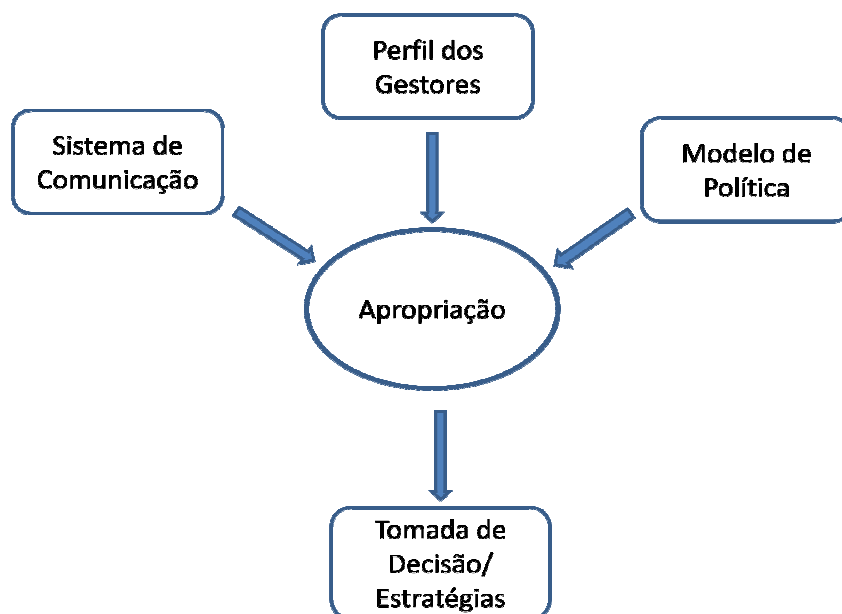 Perfil dos
Gestores
Sistema de
Comunicação
Modelo de
Política
Apropriação
Tomada de
Decisão/
Estratégias